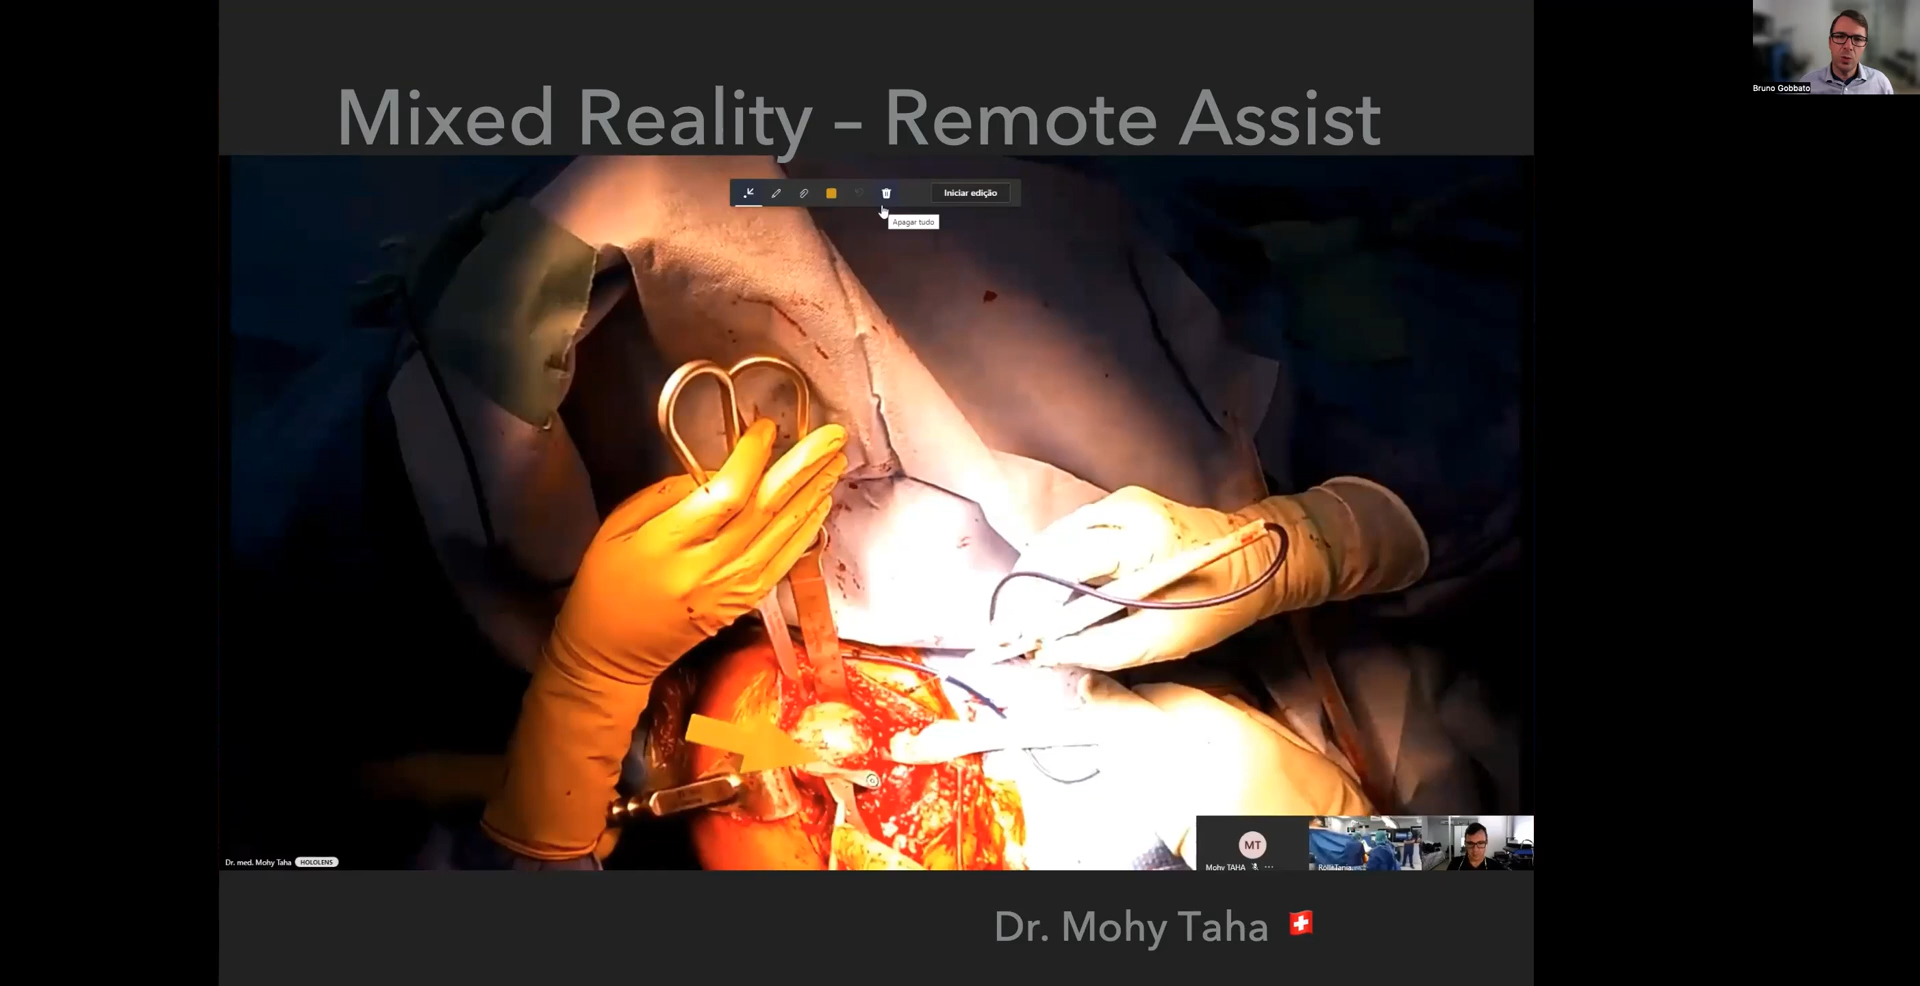 Mixed Reality – Remote Assist
Bruno Gobbato
Iniciar edição
Apagar tudo
Dr. med. Mohy Taha HOLOLENS
MT
Mohy TAHA
Dr. Mohy Taha